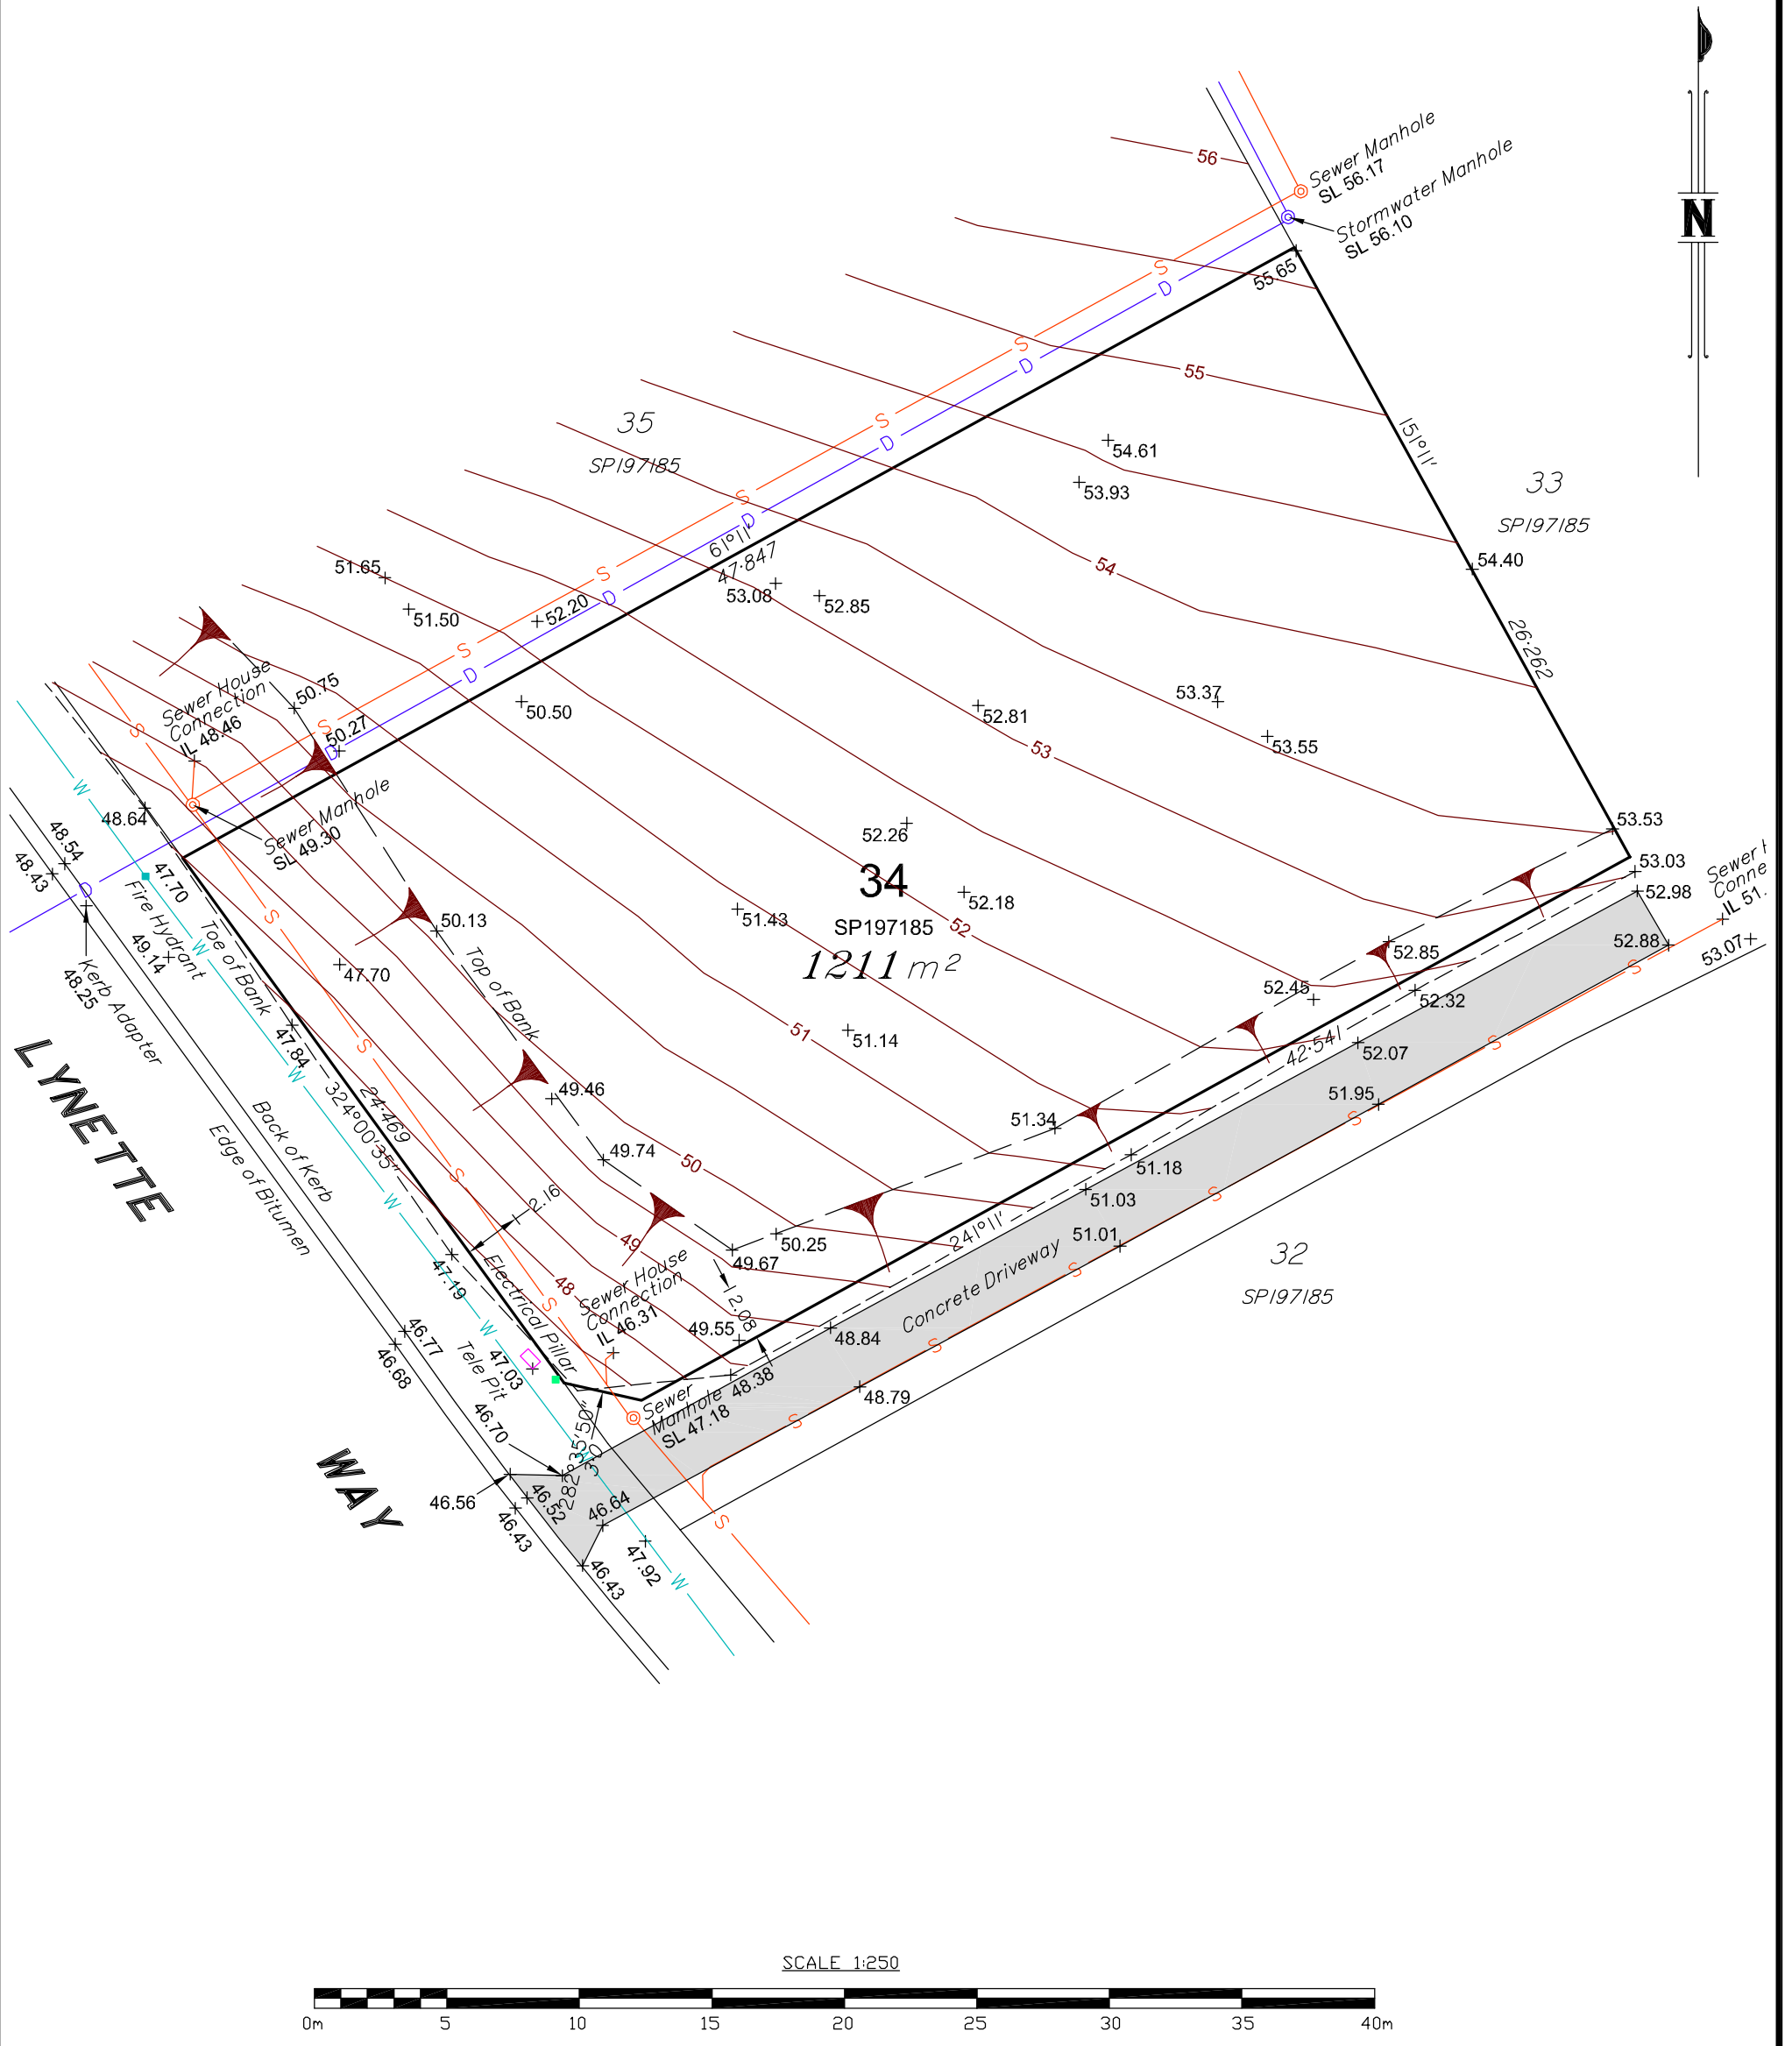 56
Sewer Manhole
SL 56.17
Stormwater Manhole
SL 56.10
N
55.65
S
D
55
S
D
151°11'
35
SP197185
S
D
54.61
53.93
33
SP197185
S
D
61°11'
47·847
54
54.40
51.65
51.50
S
D
52.20
53.08
52.85
26·262
S
D
50.75
Sewer House
Connection
IL 48.46
50.50
53.37
52.81
53
53.55
S
D
50.27
S
W
48.64
Sewer Manhole
SL 49.30
53.53
52.26
34
SP197185
1211 m²
53.03
52.98
52.88
53.07
IL 51.
48.54
48.43
47.70
Fire Hydrant
D
49.14
Kerb Adapter
48.25
Toe of Bank
W
S
50.13
47.70
Top of Bank
51.43
52.18
52
52.85
52.45
52.32
S
51
51.14
42·541
52.07
S
LYNETTE
WAY
47.84
W
S
324°00'35"
24·469
49.46
51.34
51.95
S
51.18
Back of Kerb
Edge of Bitumen
49.74
50
51.03
S
W
S
2.16
241°11'
51.01
32
SP197185
47.19
Electrical Pillar
49
50.25
49.67
Concrete Driveway
S
48
Sewer House
Connection
IL 46.31
2.08
S
46.77
46.68
W
47.03
Tele Pit
49.55
48.84
S
48.38
48.79
46.70
Sewer
Manhole
SL 47.18
S
282°35'50"
3·0
W
46.56
46.52
46.43
46.64
S
46.43
47.92
W
SCALE 1:250
0m 5 10 15 20 25 30 35 40m